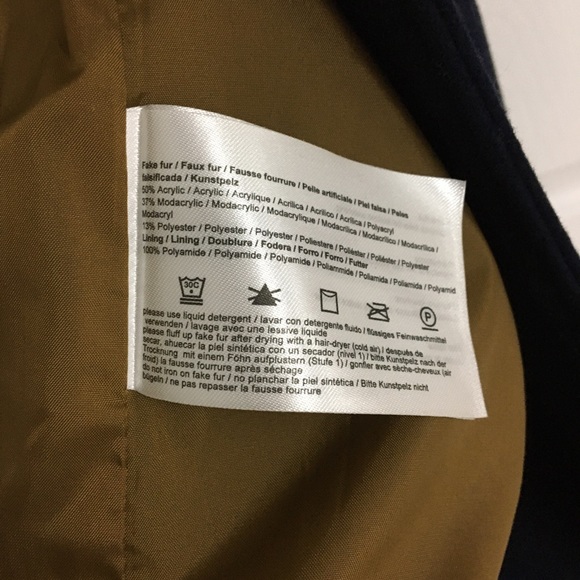 Fake fur / Faux fur / Fausse fourrure / Pelle artificiale / Piel falsa / Peles
falsificada / Kunstpelz
50% Acrylic / Acrylic / Acrylique / Acrilica / Acrilico / Acrilica / Polyacryl
37% Modacrylic / Modacrylic / Modacrylique / Modacrilica / Modacrilico / Modacrilica /
Modacryl
13% Polyester / Polyester / Polyester / Poliestere / Poliéster / Poliéster / Polyester
Lining / Lining / Doublure / Fodera / Forro / Forro / Futter
100% Polyamide / Polyamide / Polyamide / Poliammide / Poliamida / Poliamida / Polyamid
30C P
please use liquid detergent / lavar con detergente fluido / flüssiges Feinwaschmittel
verwenden / lavage avec une lessive liquide
please fluff up fake fur after drying with a hair-dryer (cold air) / después de
secar, ahuecar la piel sintética con un secador (nivel 1) / bitte Kunstpelz nach der
Trocknung mit einem Föhn aufplustern (Stufe 1) / gonfler avec sèche-cheveux (air
froid) la fausse fourrure après séchage
do not iron on fake fur / no planchar la piel sintética / Bitte Kunstpelz nicht
bügeln / ne pas repasser la fausse fourrure